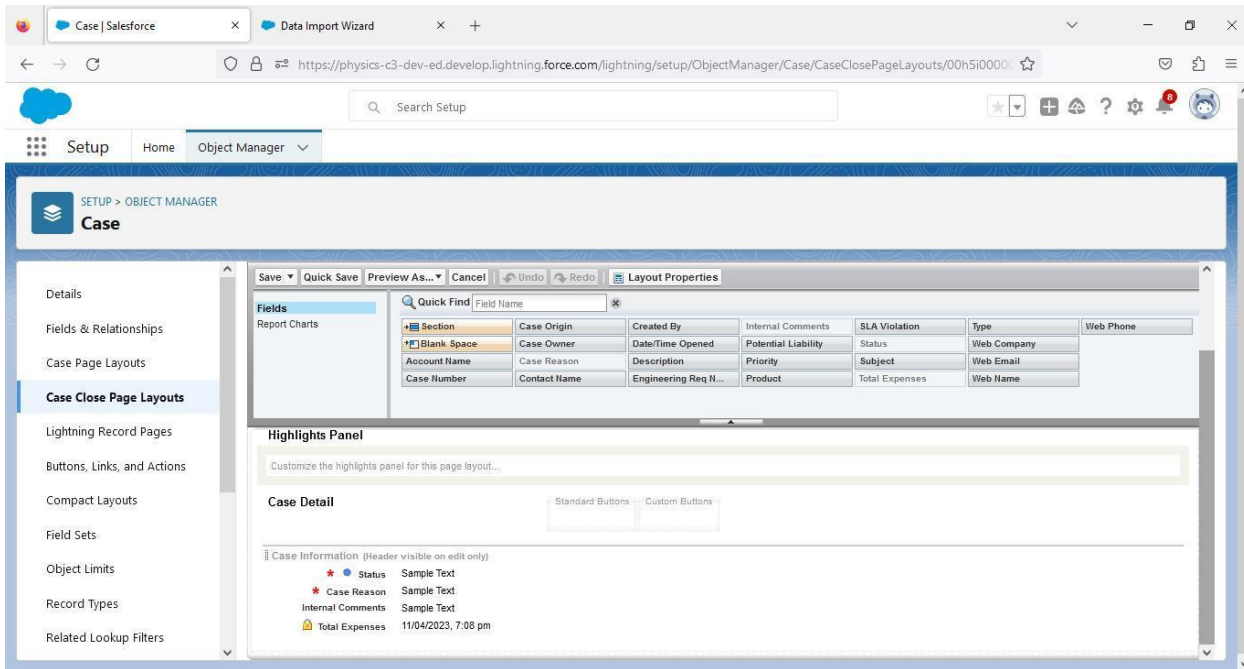 Case | Salesforce
Data Import Wizard
https://physics-c3-dev-ed.develop.lightning.force.com/lightning/setup/ObjectManager/Case/CaseClosePageLayouts/00h5i0000
Search Setup
8
Setup Home Object Manager
SETUP > OBJECT MANAGER
Case
Details
Fields & Relationships
Case Page Layouts
Case Close Page Layouts
Lightning Record Pages
Buttons, Links, and Actions
Compact Layouts
Field Sets
Object Limits
Record Types
Related Lookup Filters
Save Quick Save Preview As... Cancel Undo Redo Layout Properties
Fields
Report Charts
Quick Find Field Name
Section Case Origin Created By Internal Comments SLA Violation Type Web Phone
Blank Space Case Owner Date/Time Opened Potential Liability Status Web Company
Account Name Case Reason Description Priority Subject Web Email
Case Number Contact Name Engineering Req N... Product Total Expenses Web Name
Highlights Panel
Customize the highlights panel for this page layout...
Case Detail Standard Buttons Custom Buttons
Case Information (Header visible on edit only)
* Status Sample Text
* Case Reason Sample Text
Internal Comments Sample Text
Total Expenses 11/04/2023, 7:08 pm